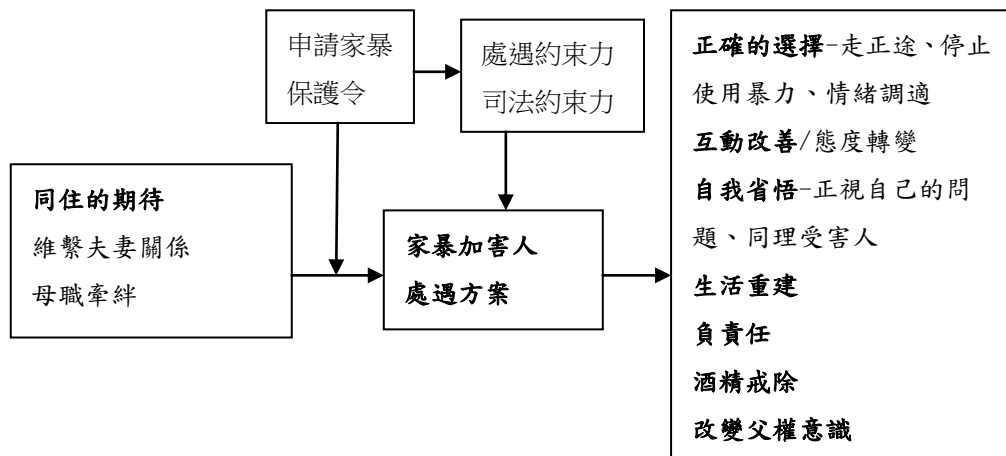 申請家暴
保護令
處遇約束力
司法約束力
同住的期待
維繫夫妻關係
母職牽絆
家暴加害人
處遇方案
正確的選擇-走正途、停止
使用暴力、情緒調適
互動改善/態度轉變
自我省悟-正視自己的問
題、同理受害人
生活重建
負責任
酒精戒除
改變父權意識